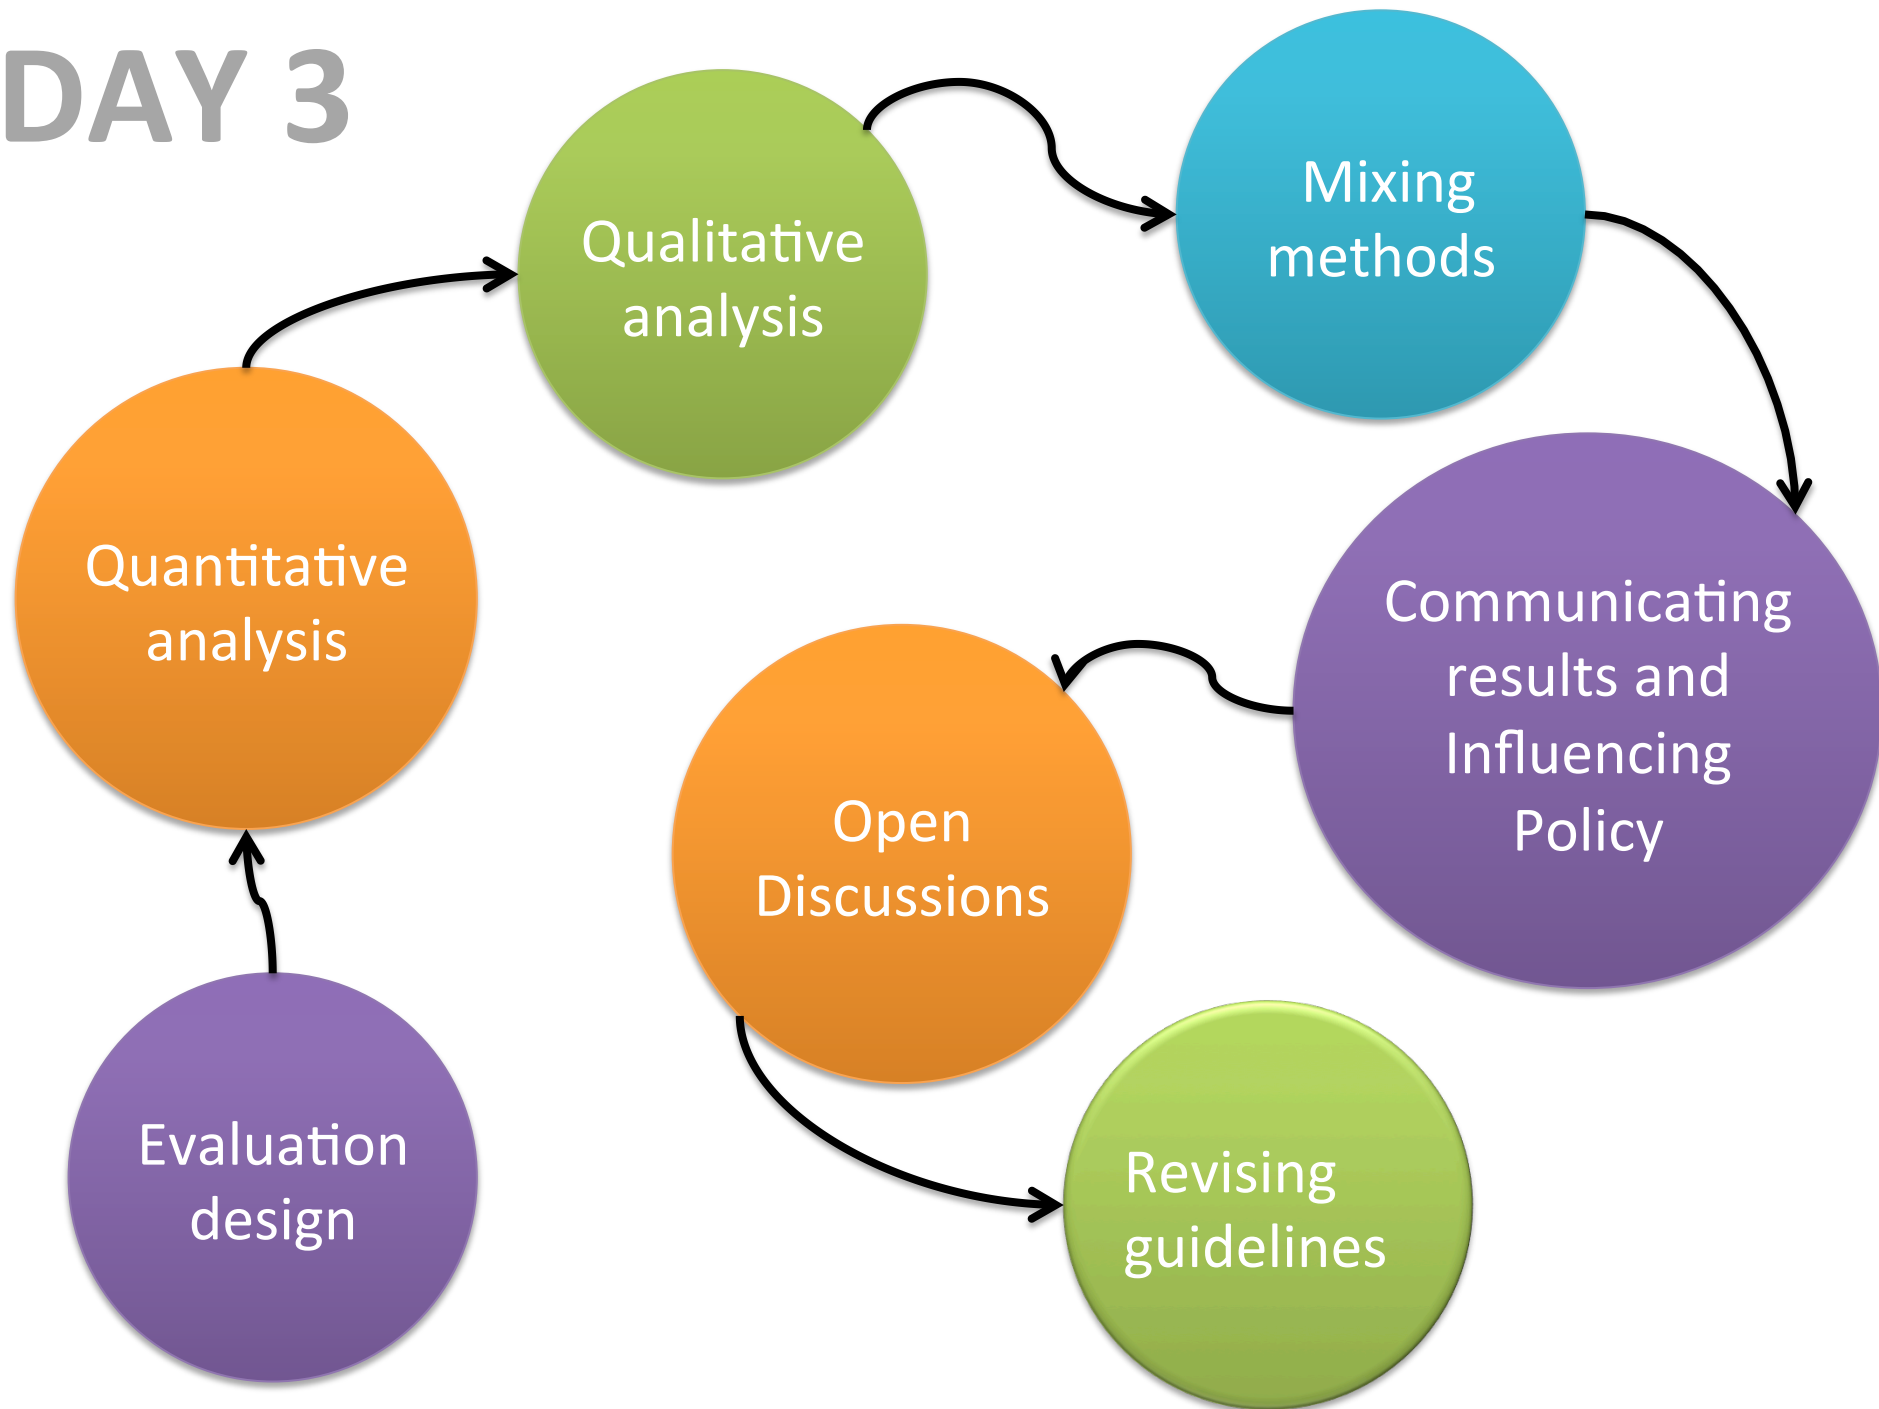 DAY 3
Evaluation
design
Quantitative
analysis
Qualitative
analysis
Mixing
methods
Communicating
results and
Influencing
Policy
Open
Discussions
Revising
guidelines